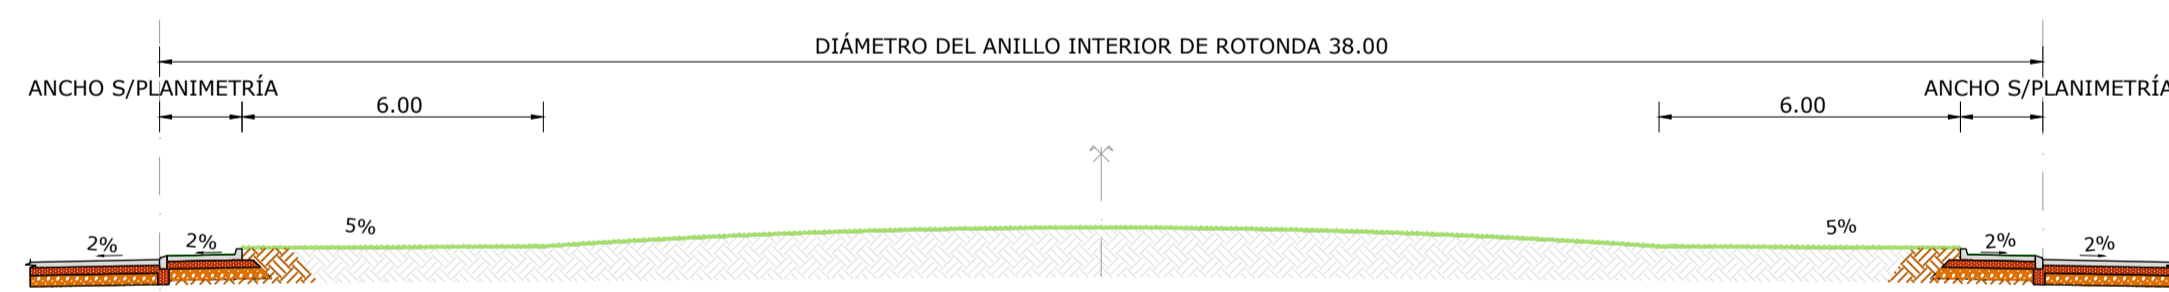 DIÁMETRO DEL ANILLO INTERIOR DE ROTONDA 38.00
ANCHO S/PLANIMETRÍA
ANCHO S/PLANIMETRÍA
6.00
6.00
5%
5%
2%
2%
2%
2%